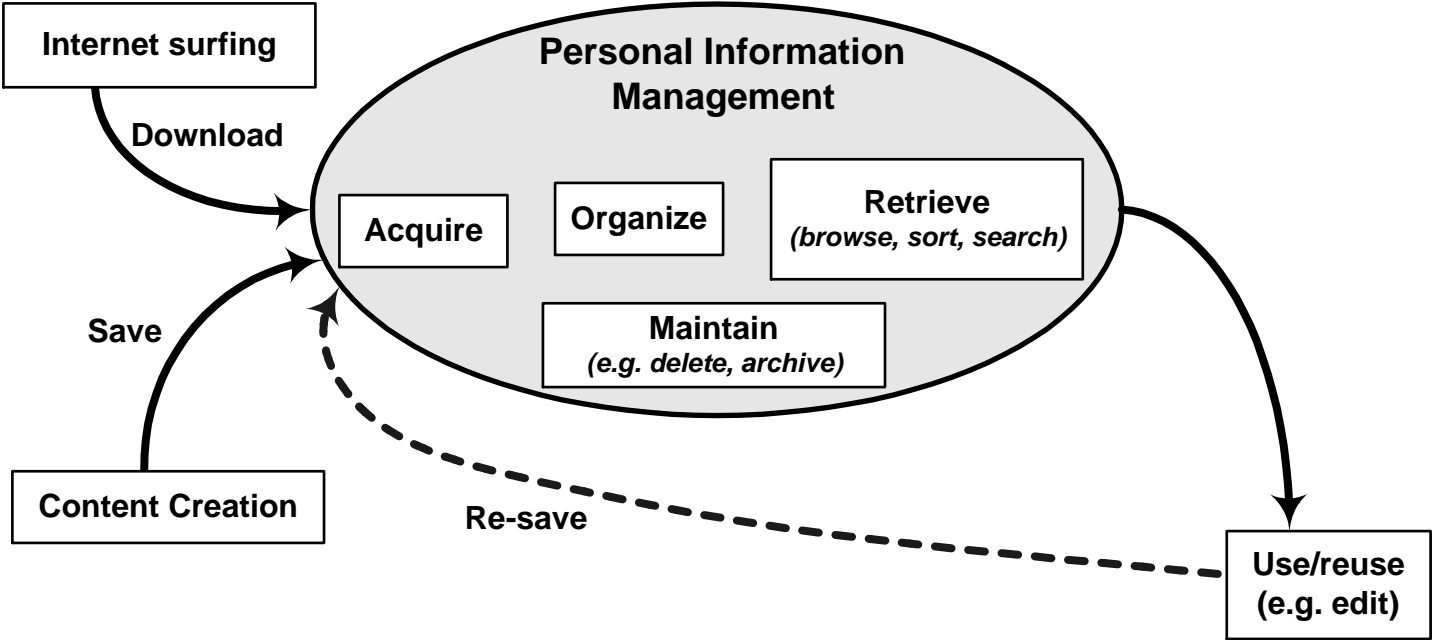 Internet surfing
Personal Information
Management
Download
Acquire
Organize
Retrieve
(browse, sort, search)
Save
Maintain
(e.g. delete, archive)
Content Creation
Re-save
Use/reuse
(e.g. edit)